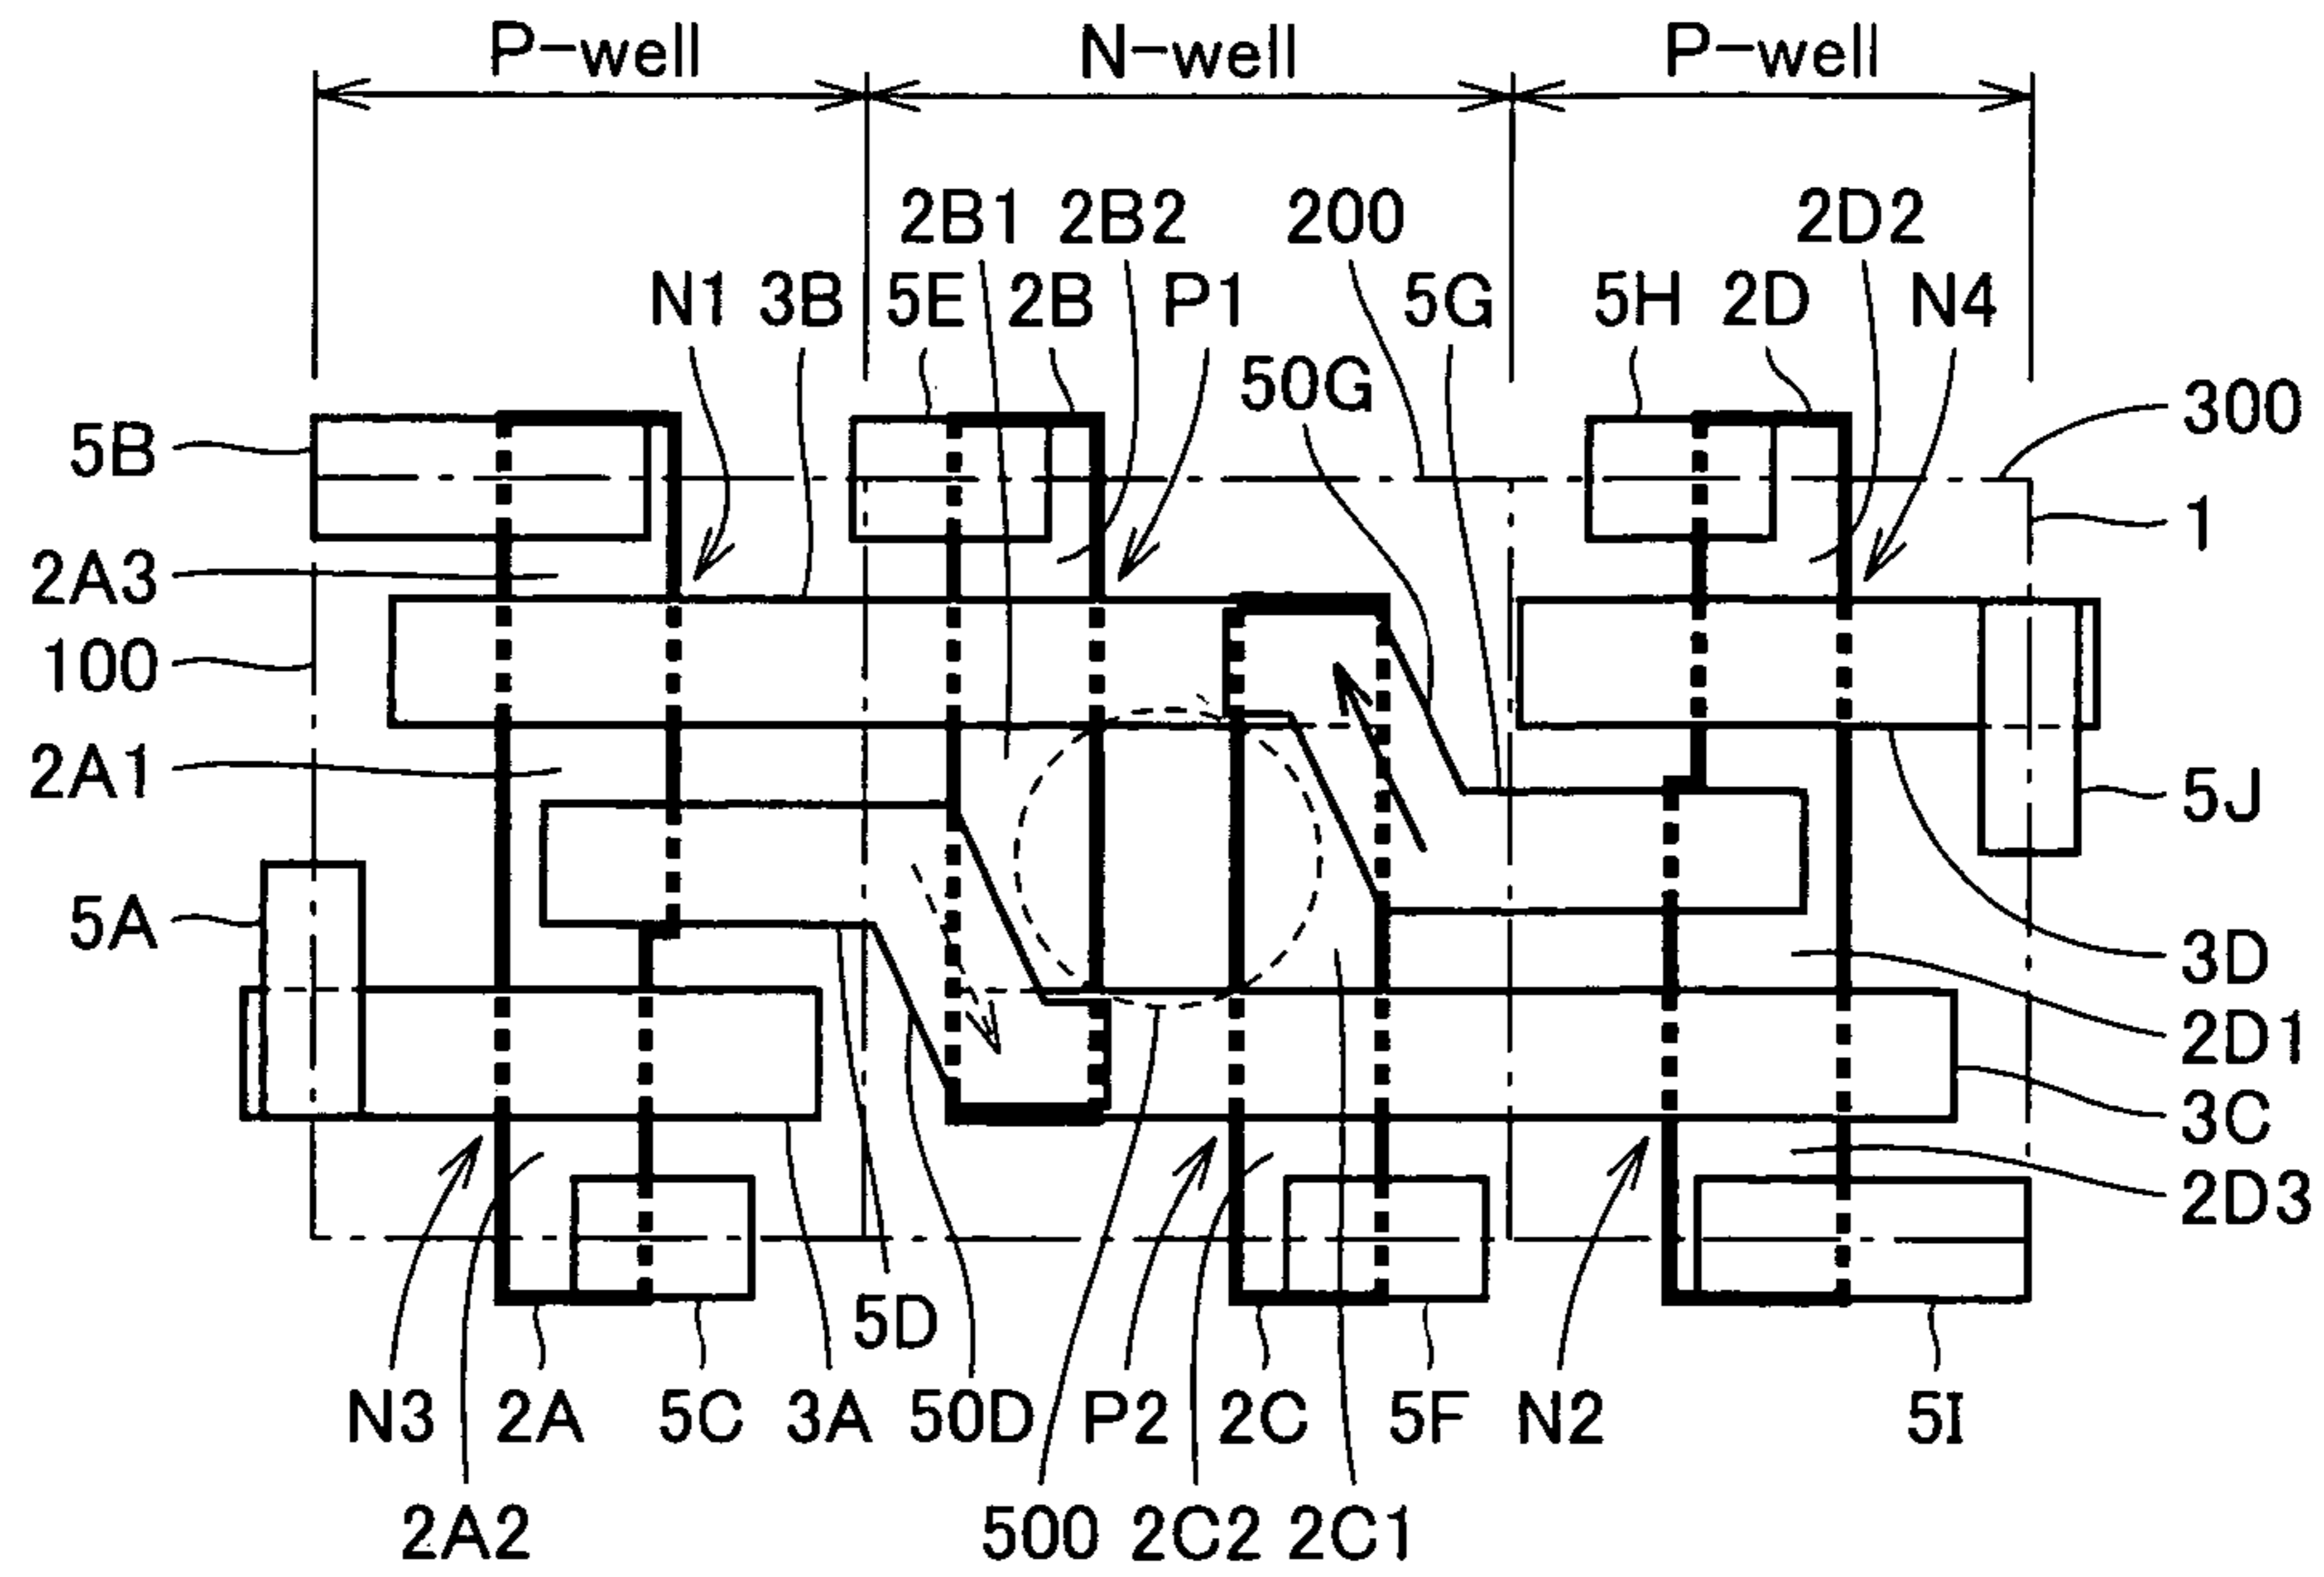 P-well N-well P-well
2B1 2B2 200 2D2
N1 3B 5E 2B P1 5G 5H 2D N4
50G 300
5B
1
2A3
100
2A1 5J
5A
3D
2D1
3C
2D3
5D
N3 2A 5C 3A 50D P2 2C 5F N2 5I
2A2 500 2C2 2C1